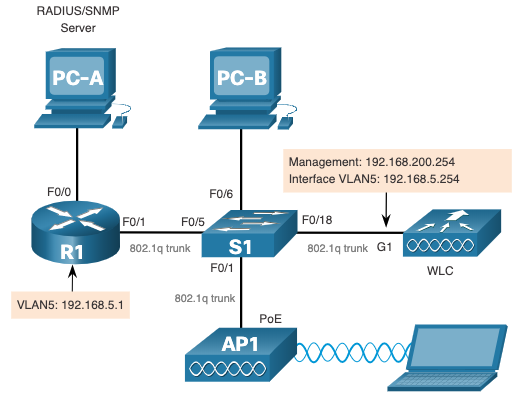 RADIUS/SNMP
Server
PC-A
PC-B
Management: 192.168.200.254
Interface VLAN5: 192.168.5.254
F0/0
F0/6
F0/1
F0/5
F0/18
R1
802.1q trunk
S1
802.1q trunk
G1
WLC
F0/1
VLAN5: 192.168.5.1
802.1q trunk
PoE
AP1